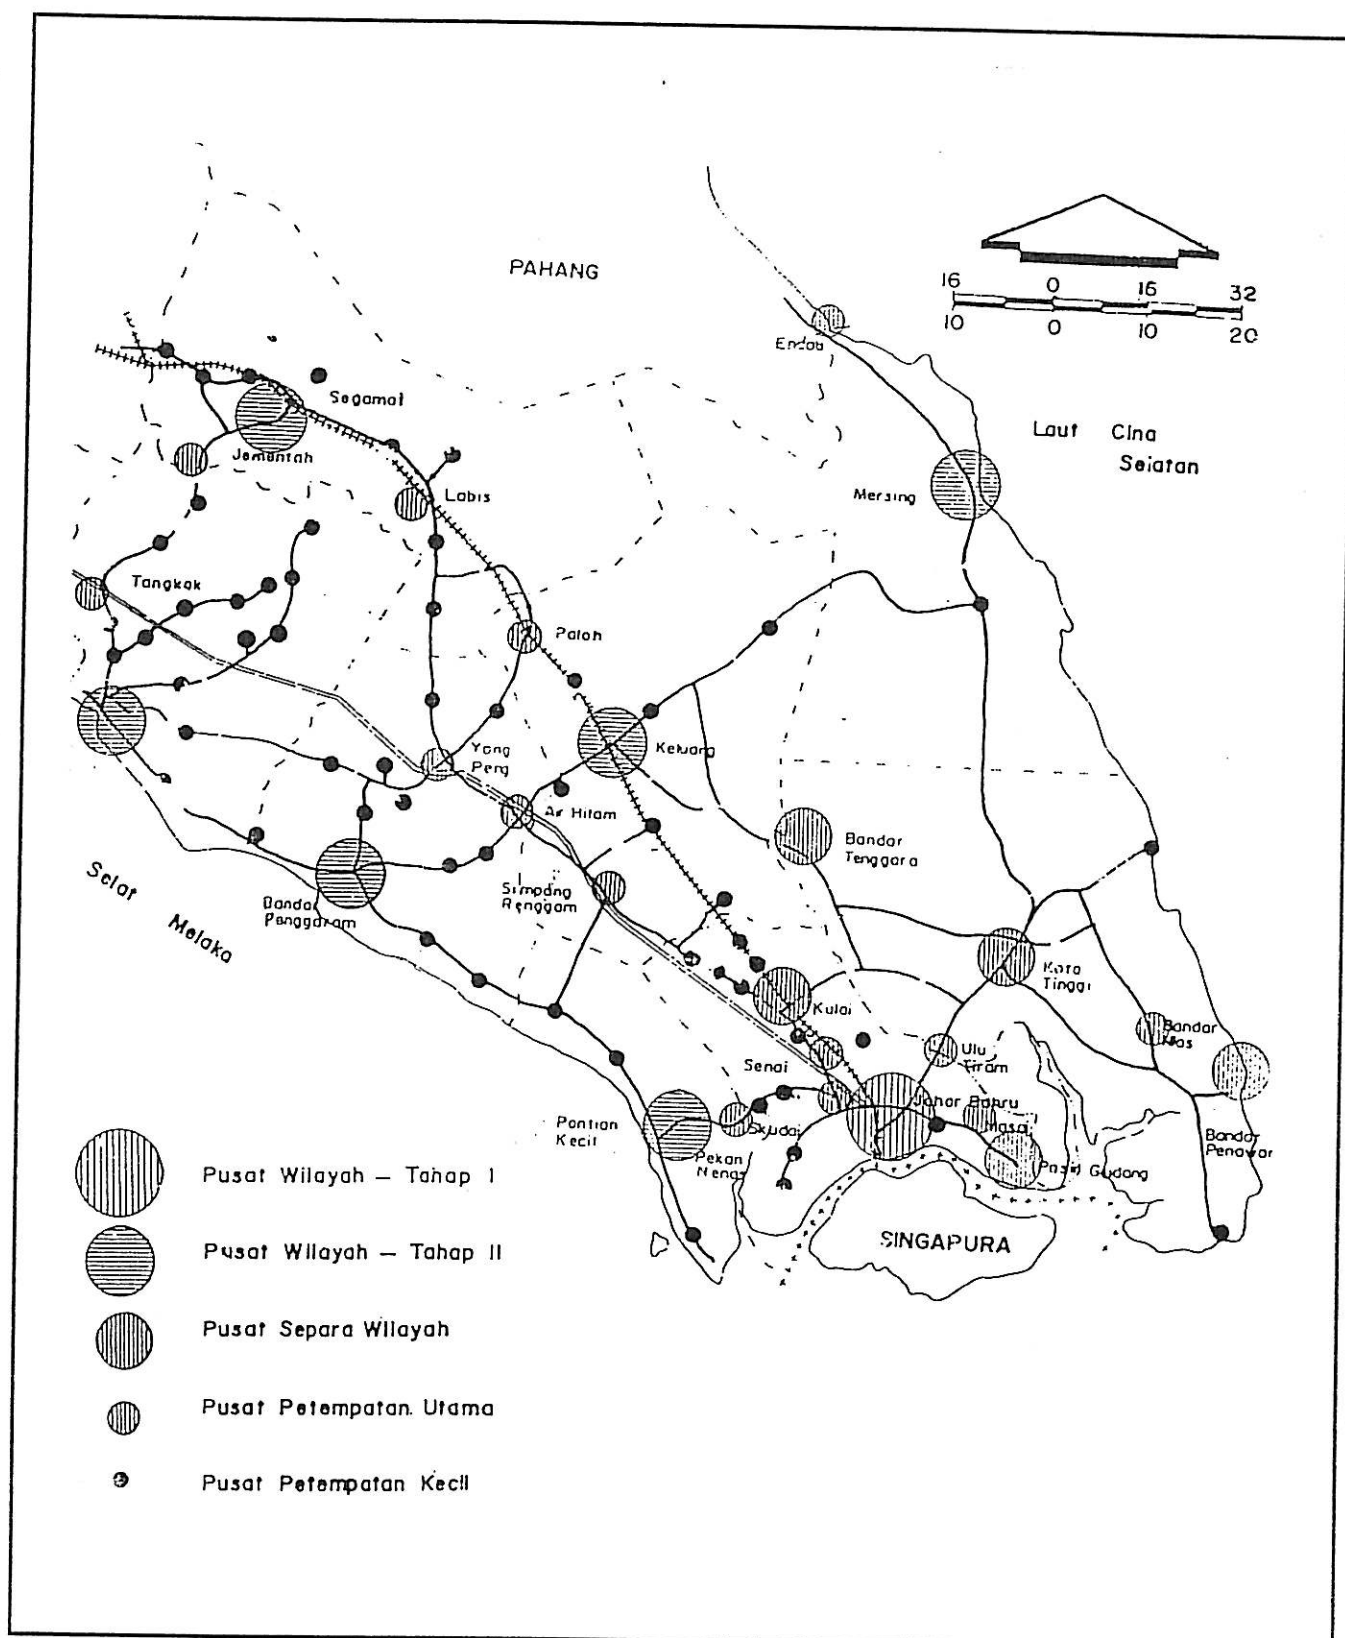 PAHANG
16 0 16 32
10 0 10 20
Endau
Segamat
Laut Cina
Selatan
Jementah
Mersing
Labis
Tangkak
Paloh
Yong
Peng
Keluang
Air Hitam
Bandar
Tenggara
Selat
Melaka
Simpang
Renggam
Bandar
Penggaram
Kota
Tinggi
Kulai
Bandar
Mas
Ulu
Tiram
Senai
Johor Bahru
Masai
Pontian
Kecil
Skudai
Pekan
Nenas
Pasir Gudang
Bandar
Penawar
SINGAPURA
Pusat Wilayah — Tahap I
Pusat Wilayah — Tahap II
Pusat Separa Wilayah
Pusat Petempatan. Utama
Pusat Petempatan Kecil